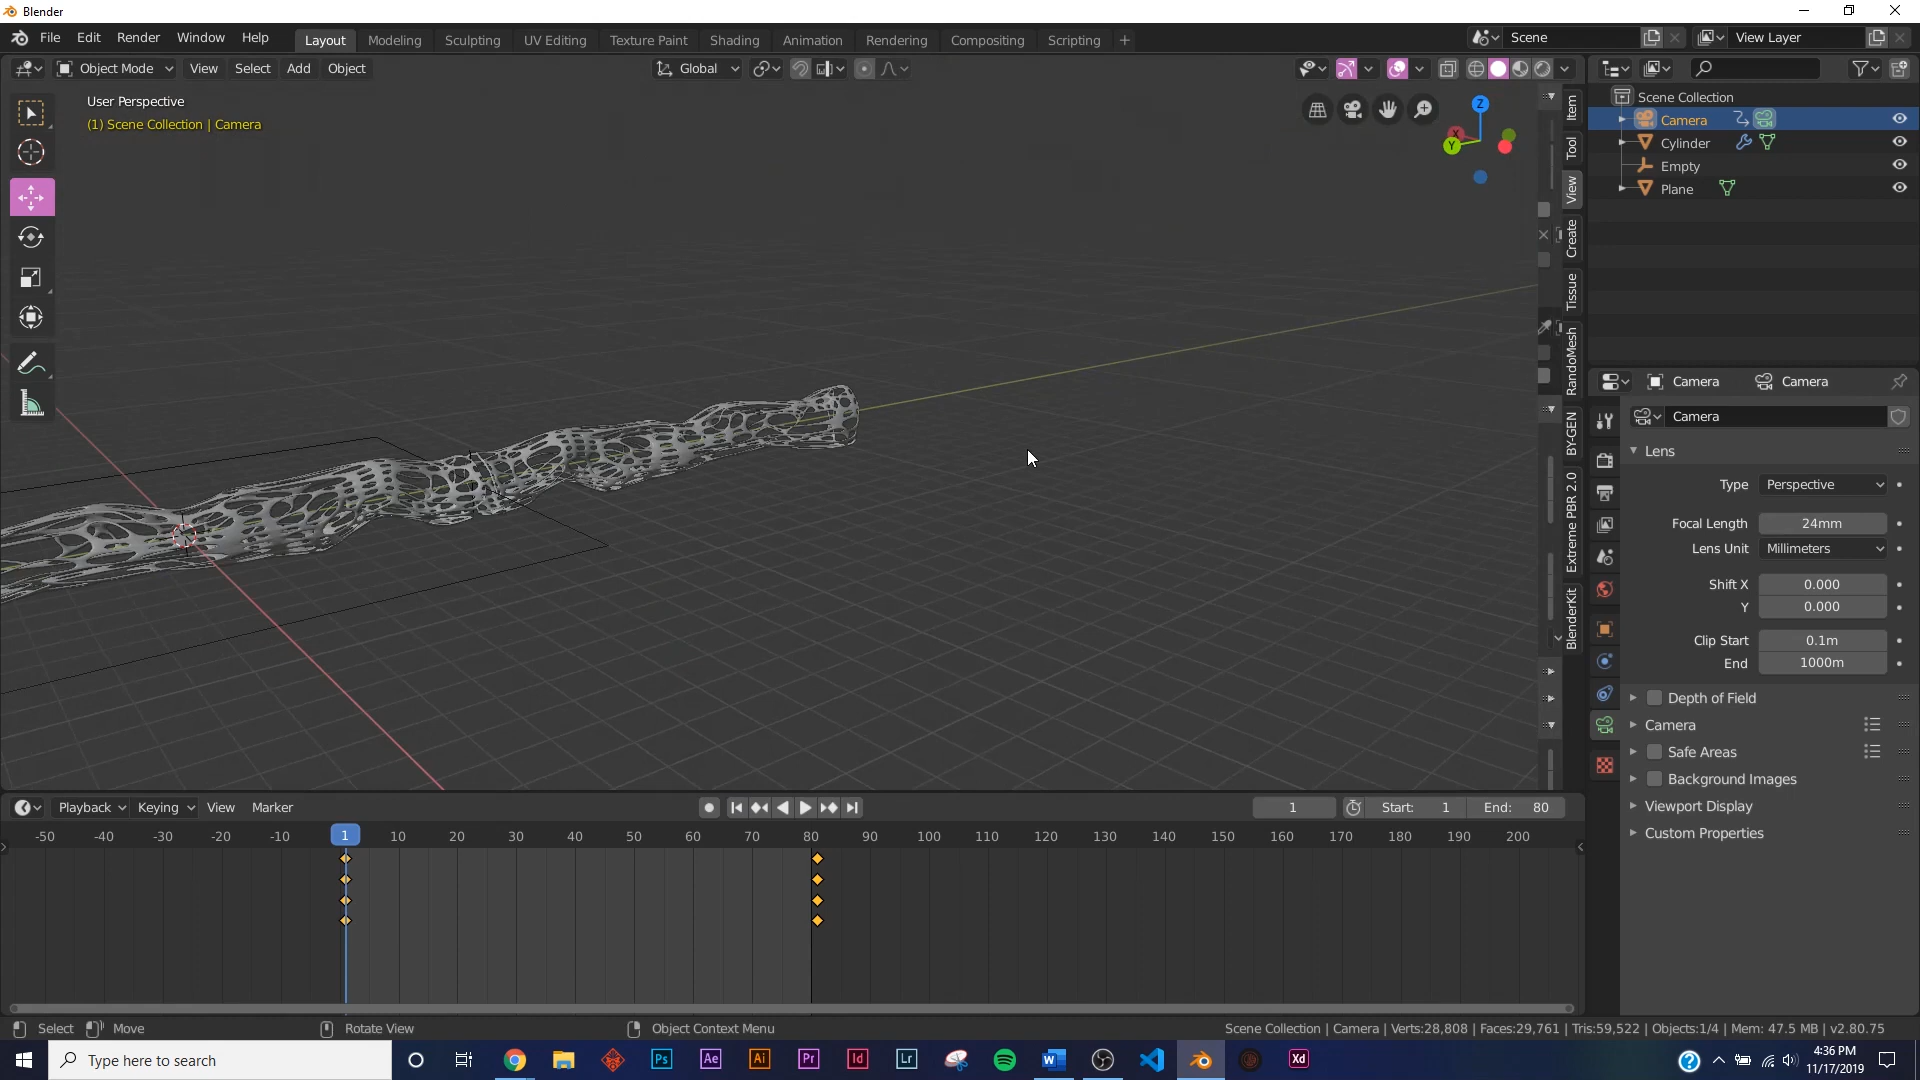 Blender
File Edit Render Window Help Layout Modeling Sculpting UV Editing Texture Paint Shading Animation Rendering Compositing Scripting + Scene View Layer
Object Mode View Select Add Object Global
User Perspective
(1) Scene Collection | Camera
Z
X
Y
Item
Tool
View
Create
Tissue
RandoMesh
BY-GEN
Extreme PBR 2.0
BlenderKit
Scene Collection
Camera
Cylinder
Empty
Plane
Camera Camera
Camera
Lens
Type Perspective
Focal Length 24mm
Lens Unit Millimeters
Shift X 0.000
Y 0.000
Clip Start 0.1m
End 1000m
Depth of Field
Camera
Safe Areas
Background Images
Viewport Display
Custom Properties
Playback Keying View Marker 1 Start: 1 End: 80
-50 -40 -30 -20 -10 1 10 20 30 40 50 60 70 80 90 100 110 120 130 140 150 160 170 180 190 200
Select Move Rotate View Object Context Menu Scene Collection | Camera | Verts:28,808 | Faces:29,761 | Tris:59,522 | Objects:1/4 | Mem: 47.5 MB | v2.80.75
Type here to search Ps Ae Ai Pr Id Lr Xd
4:36 PM
11/17/2019